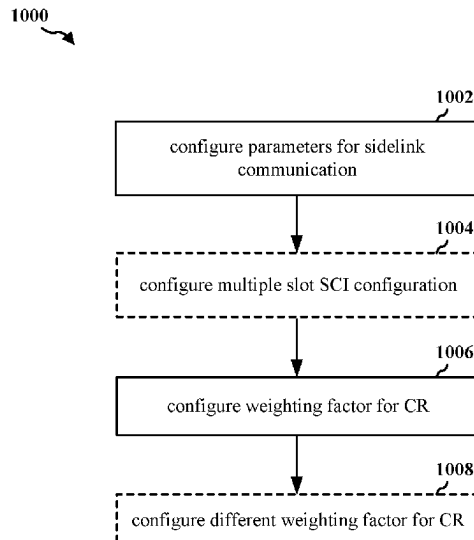 1000
1002
configure parameters for sidelink
communication
1004
configure multiple slot SCI configuration
1006
configure weighting factor for CR
1008
configure different weighting factor for CR